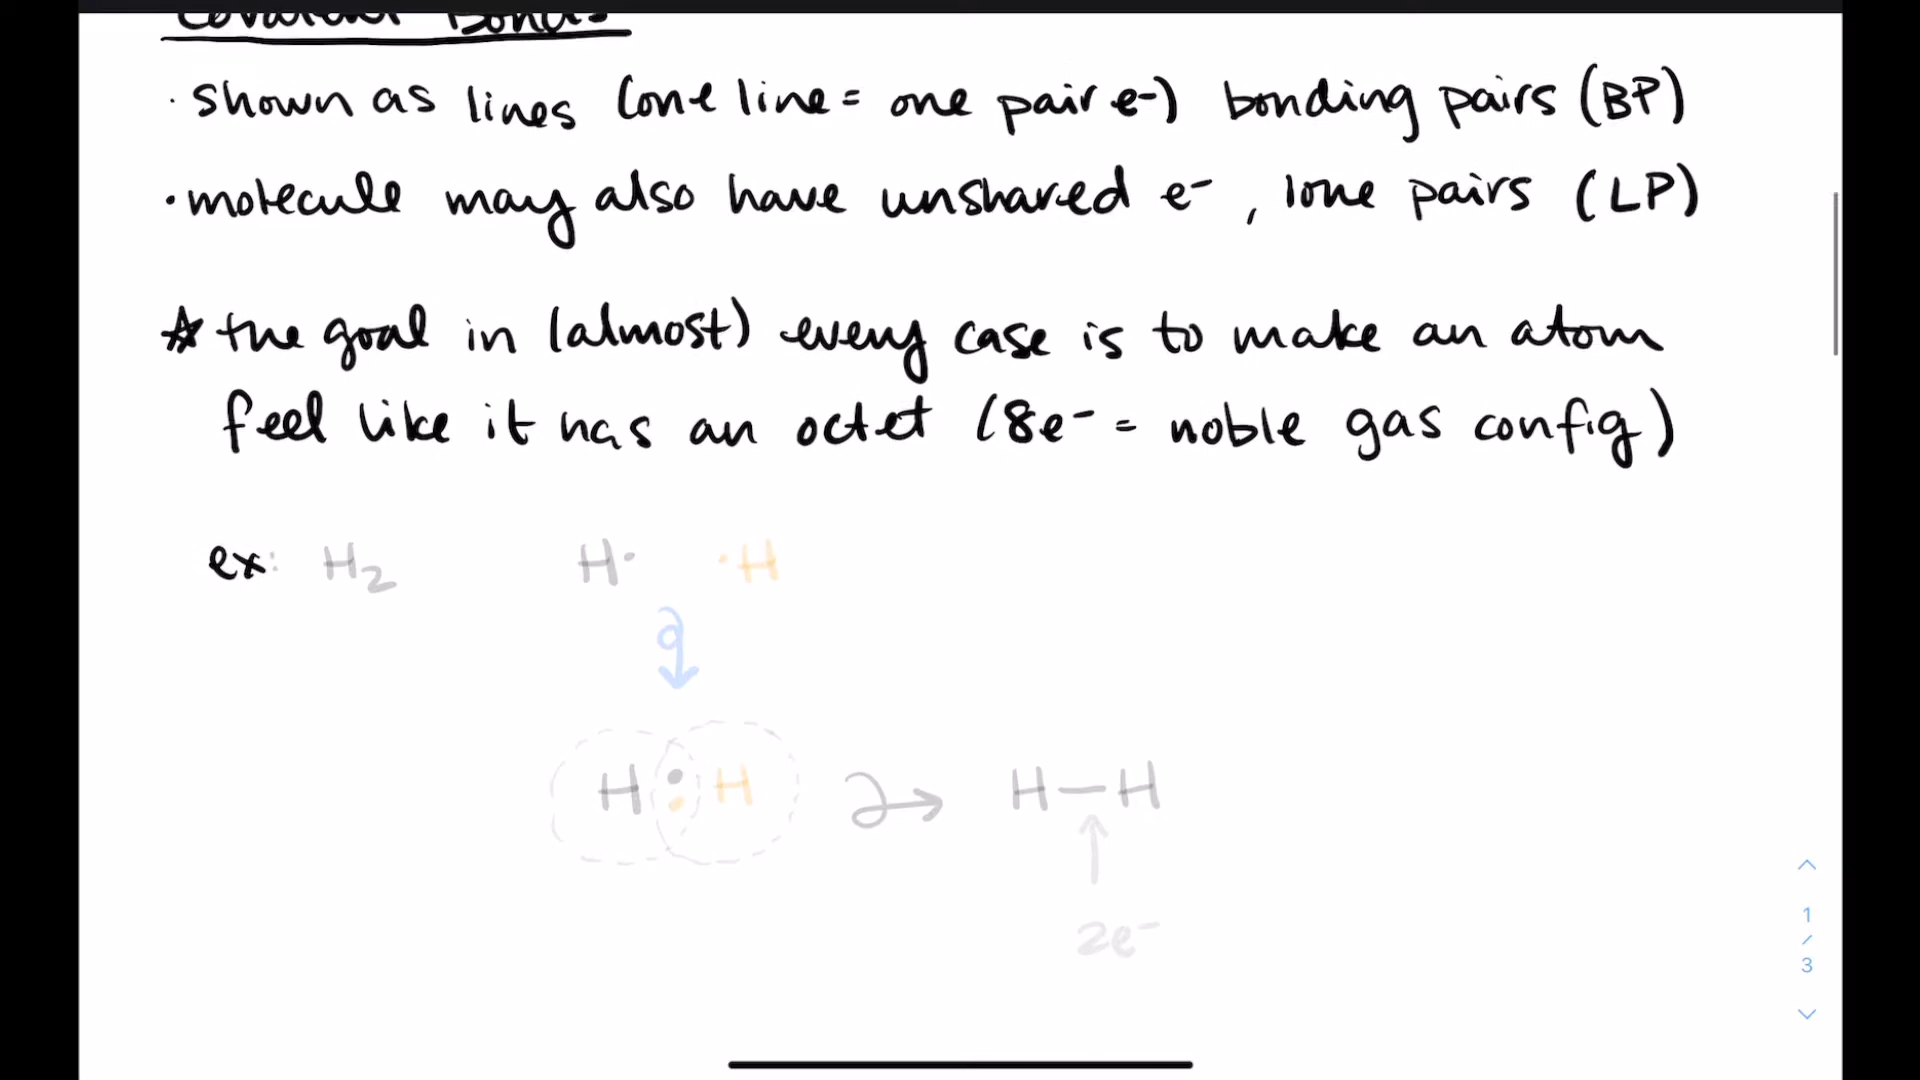 Covalent Bonds
· shown as lines (one line = one pair e-) bonding pairs (BP)
· molecule may also have unshared e-, lone pairs (LP)
☆ the goal in (almost) every case is to make an atom
feel like it has an octet (8e- = noble gas config)
ex: H2 H· ·H
H : H → H—H
2e-
1
/
3